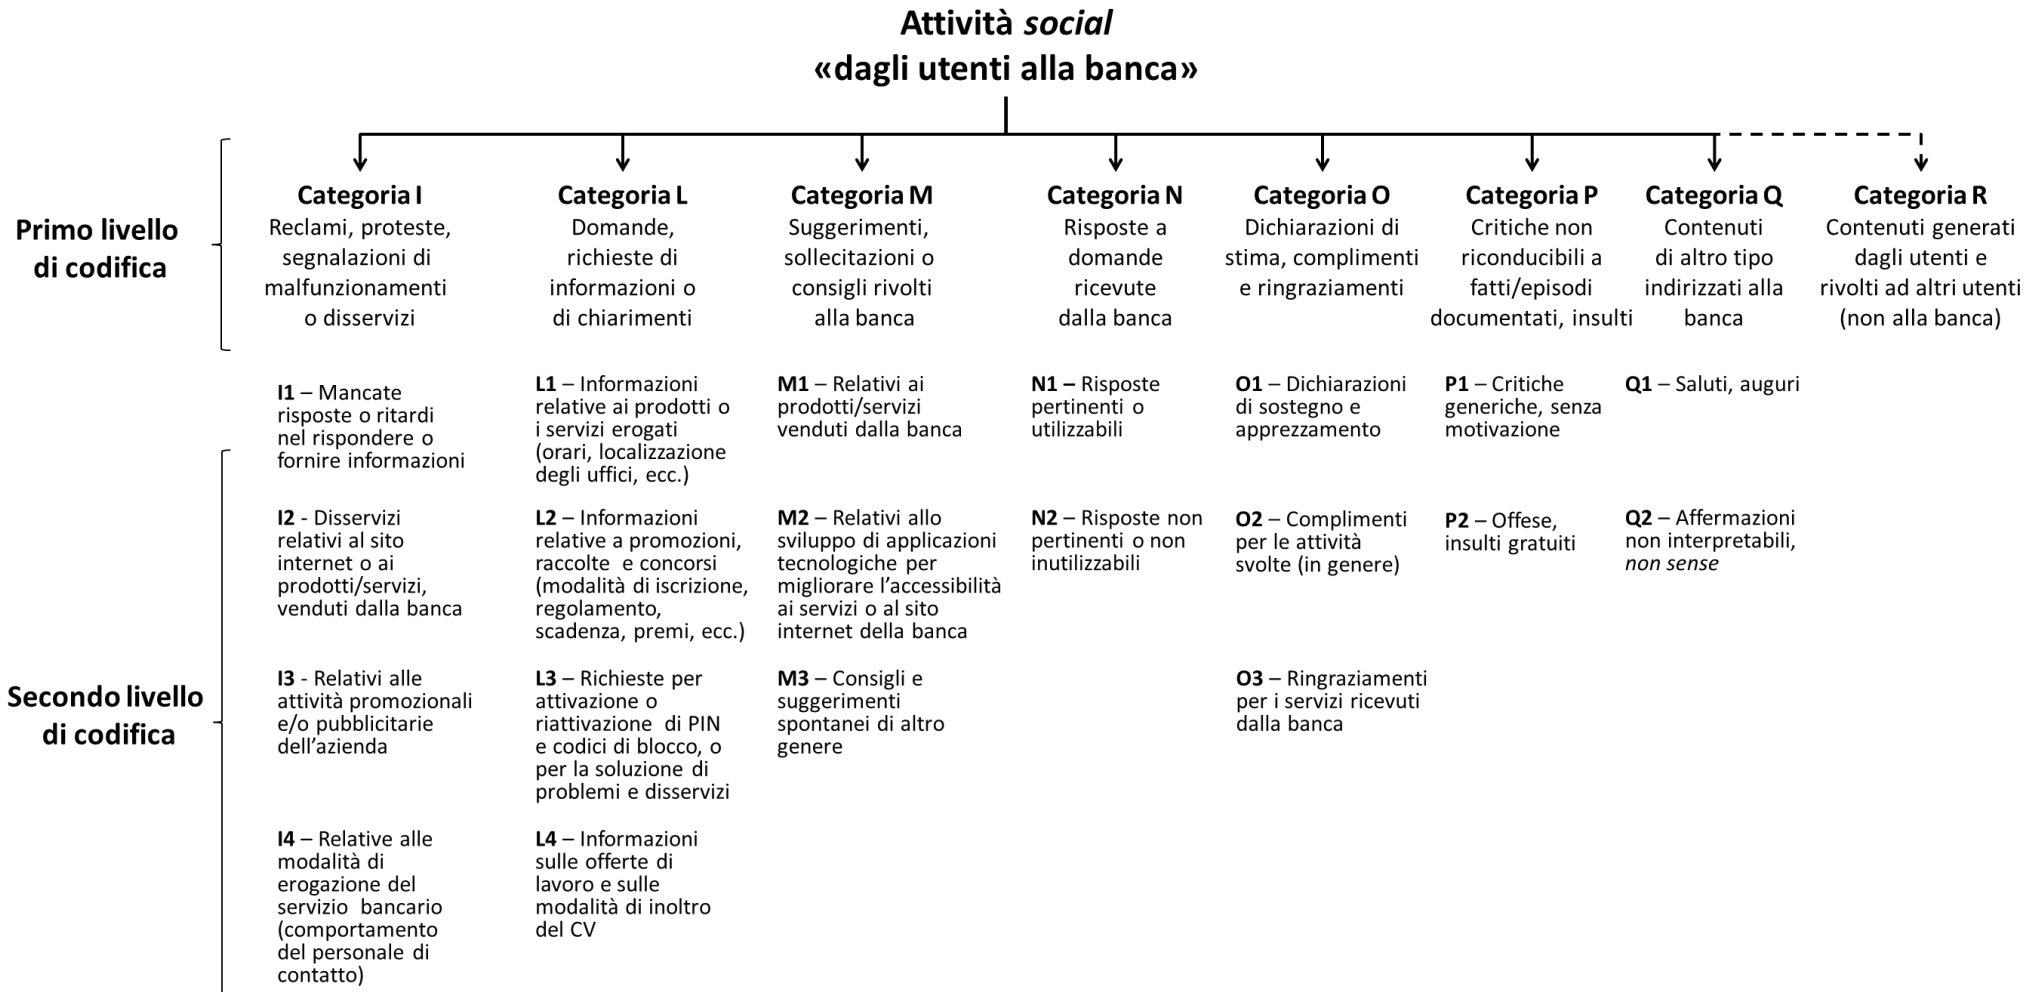 Attività social
«dagli utenti alla banca»
Primo livello
di codifica
Categoria I
Reclami, proteste,
segnalazioni di
malfunzionamenti
o disservizi
Categoria L
Domande,
richieste di
informazioni o
di chiarimenti
Categoria M
Suggerimenti,
sollecitazioni o
consigli rivolti
alla banca
Categoria N
Risposte a
domande
ricevute
dalla banca
Categoria O
Dichiarazioni di
stima, complimenti
e ringraziamenti
Categoria P
Critiche non
riconducibili a
fatti/episodi
documentati, insulti
Categoria Q
Contenuti
di altro tipo
indirizzati alla
banca
Categoria R
Contenuti generati
dagli utenti e
rivolti ad altri utenti
(non alla banca)
Secondo livello
di codifica
I1 – Mancate
risposte o ritardi
nel rispondere o
fornire informazioni
I2 - Disservizi
relativi al sito
internet o ai
prodotti/servizi,
venduti dalla banca
I3 - Relativi alle
attività promozionali
e/o pubblicitarie
dell’azienda
I4 – Relative alle
modalità di
erogazione del
servizio bancario
(comportamento
del personale di
contatto)
L1 – Informazioni
relative ai prodotti o
i servizi erogati
(orari, localizzazione
degli uffici, ecc.)
L2 – Informazioni
relative a promozioni,
raccolte e concorsi
(modalità di iscrizione,
regolamento,
scadenza, premi, ecc.)
L3 – Richieste per
attivazione o
riattivazione di PIN
e codici di blocco, o
per la soluzione di
problemi e disservizi
L4 – Informazioni
sulle offerte di
lavoro e sulle
modalità di inoltro
del CV
M1 – Relativi ai
prodotti/servizi
venduti dalla banca
M2 – Relativi allo
sviluppo di applicazioni
tecnologiche per
migliorare l’accessibilità
ai servizi o al sito
internet della banca
M3 – Consigli e
suggerimenti
spontanei di altro
genere
N1 – Risposte
pertinenti o
utilizzabili
N2 – Risposte non
pertinenti o non
inutilizzabili
O1 – Dichiarazioni
di sostegno e
apprezzamento
O2 – Complimenti
per le attività
svolte (in genere)
O3 – Ringraziamenti
per i servizi ricevuti
dalla banca
P1 – Critiche
generiche, senza
motivazione
P2 – Offese,
insulti gratuiti
Q1 – Saluti, auguri
Q2 – Affermazioni
non interpretabili,
non sense